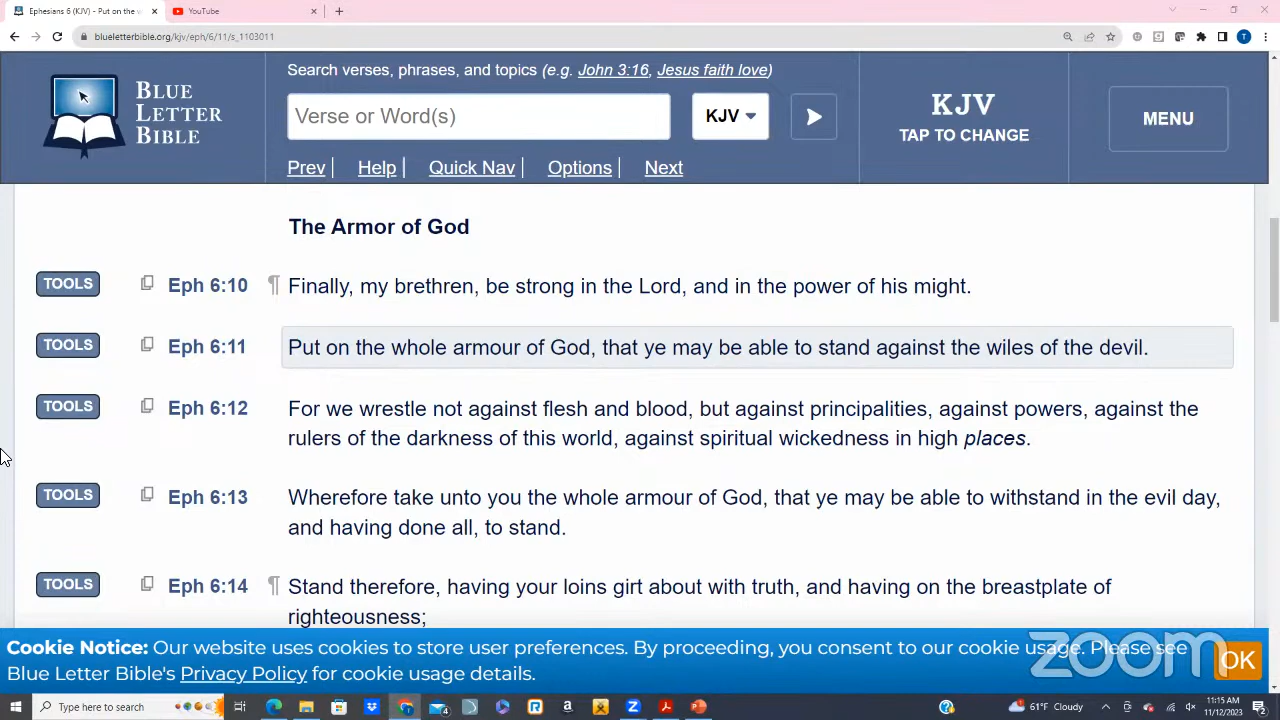 Ephesians 6 (KJV) - Put on the w
YouTube
blueletterbible.org/kjv/eph/6/11/s_1103011
BLUE
LETTER
BIBLE
Search verses, phrases, and topics (e.g. John 3:16, Jesus faith love)
Verse or Word(s)
KJV
KJV
TAP TO CHANGE
MENU
Prev | Help | Quick Nav | Options | Next
The Armor of God
TOOLS Eph 6:10 ¶ Finally, my brethren, be strong in the Lord, and in the power of his might.
TOOLS Eph 6:11 Put on the whole armour of God, that ye may be able to stand against the wiles of the devil.
TOOLS Eph 6:12 For we wrestle not against flesh and blood, but against principalities, against powers, against the
rulers of the darkness of this world, against spiritual wickedness in high places.
TOOLS Eph 6:13 Wherefore take unto you the whole armour of God, that ye may be able to withstand in the evil day,
and having done all, to stand.
TOOLS Eph 6:14 ¶ Stand therefore, having your loins girt about with truth, and having on the breastplate of
righteousness;
Cookie Notice: Our website uses cookies to store user preferences. By proceeding, you consent to our cookie usage. Please see
Blue Letter Bible's Privacy Policy for cookie usage details.
OK
zoom
Type here to search
61°F Cloudy
11:15 AM
11/12/2023